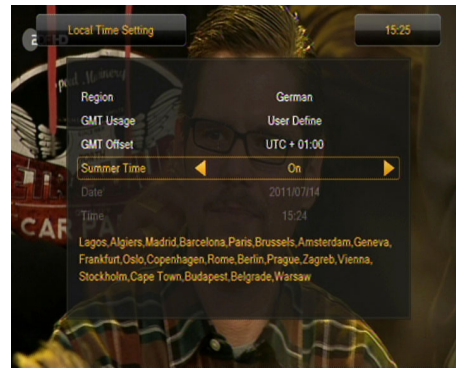 Local Time Setting
15:25
Region German
GMT Usage User Define
GMT Offset UTC + 01:00
Summer Time On
Date 2011/07/14
Time 15:24
Lagos,Algiers,Madrid,Barcelona,Paris,Brussels,Amsterdam,Geneva,
Frankfurt,Oslo,Copenhagen,Rome,Berlin,Prague,Zagreb,Vienna,
Stockholm,Cape Town,Budapest,Belgrade,Warsaw
CAR PA